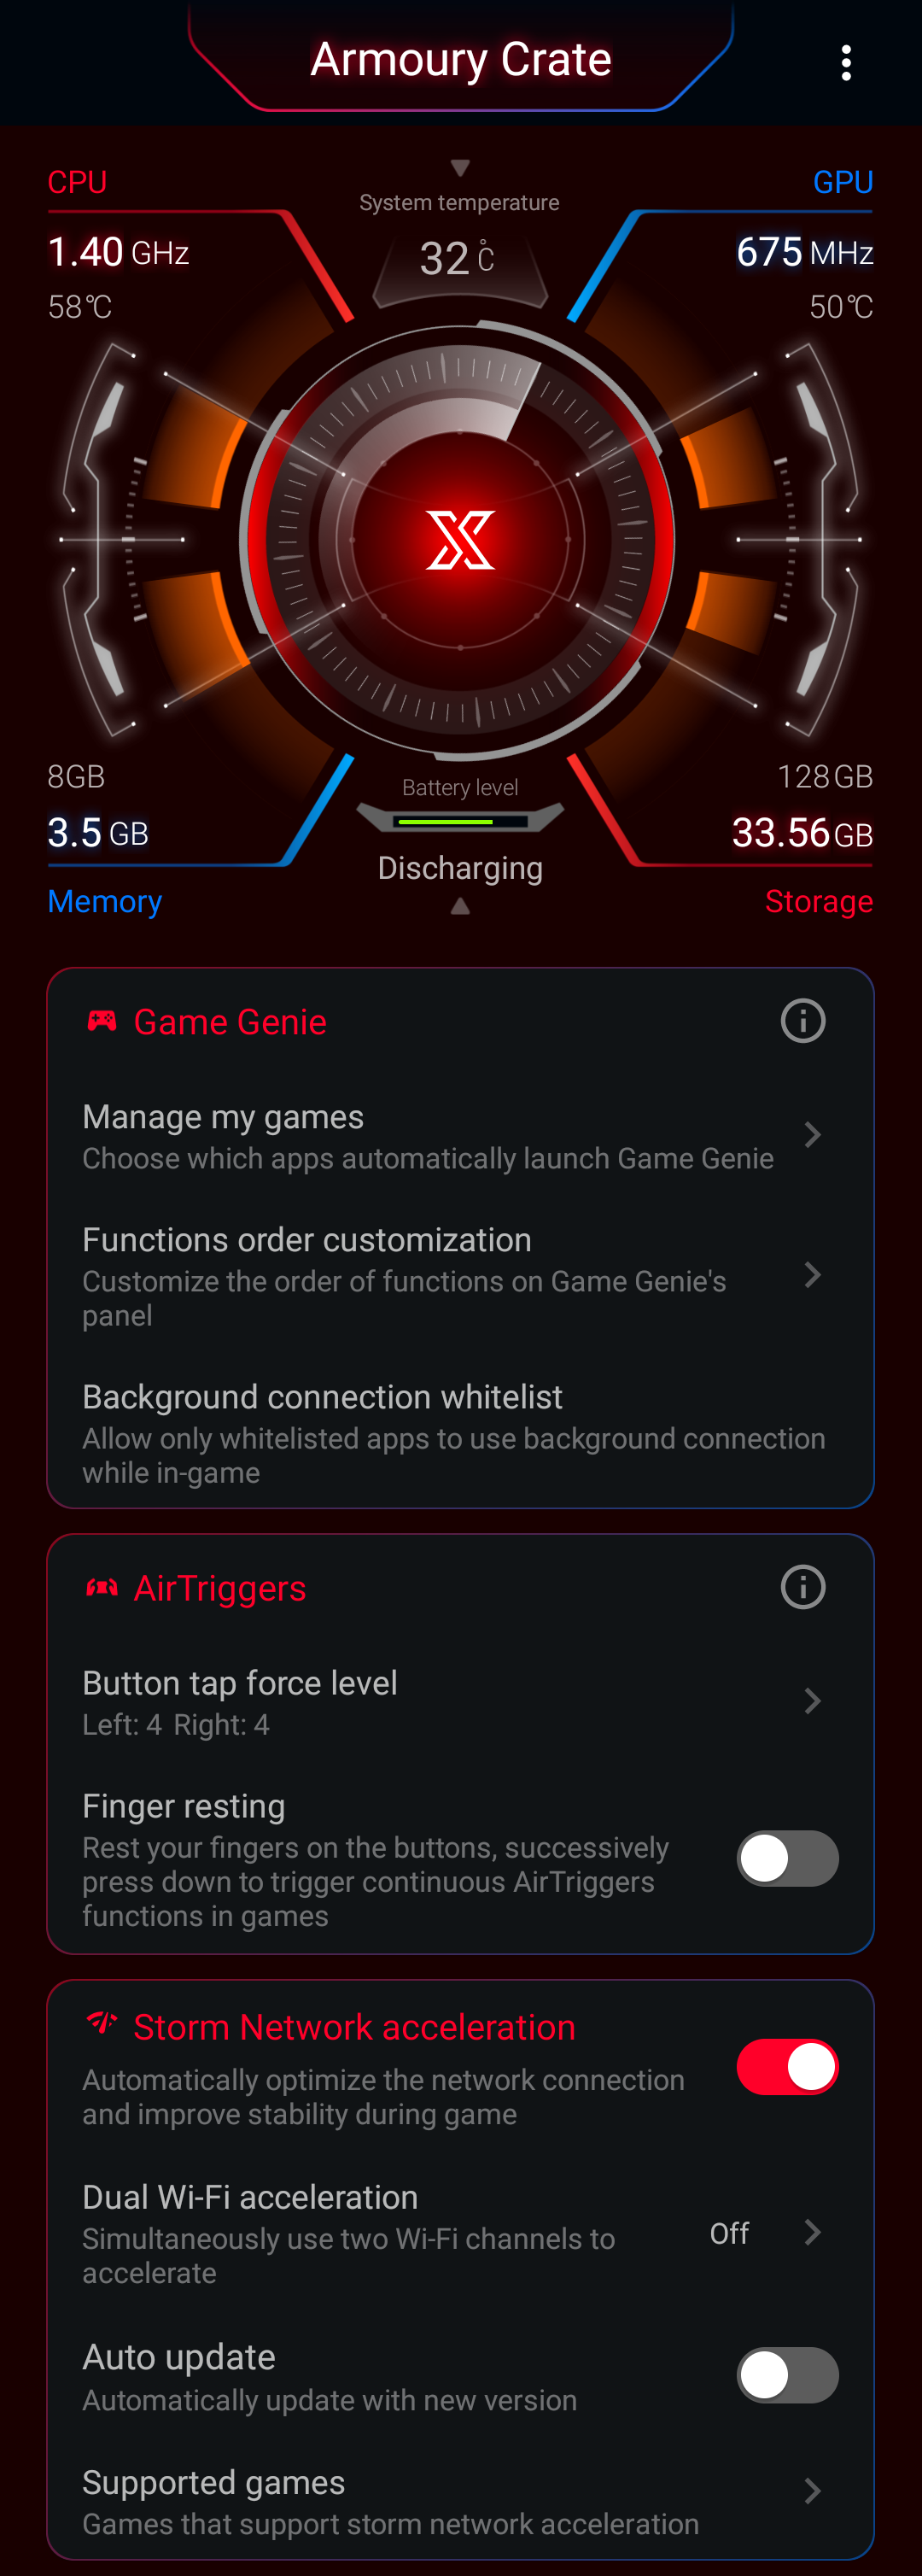 Armoury Crate
CPU
System temperature
GPU
1.40 GHz
32 °C
675 MHz
58℃
50℃
8GB
Battery level
128GB
3.5 GB
33.56GB
Discharging
Memory
Storage
Game Genie
Manage my games
Choose which apps automatically launch Game Genie
Functions order customization
Customize the order of functions on Game Genie's
panel
Background connection whitelist
Allow only whitelisted apps to use background connection
while in-game
AirTriggers
Button tap force level
Left: 4 Right: 4
Finger resting
Rest your fingers on the buttons, successively
press down to trigger continuous AirTriggers
functions in games
Storm Network acceleration
Automatically optimize the network connection
and improve stability during game
Dual Wi-Fi acceleration
Simultaneously use two Wi-Fi channels to
accelerate
Off
Auto update
Automatically update with new version
Supported games
Games that support storm network acceleration